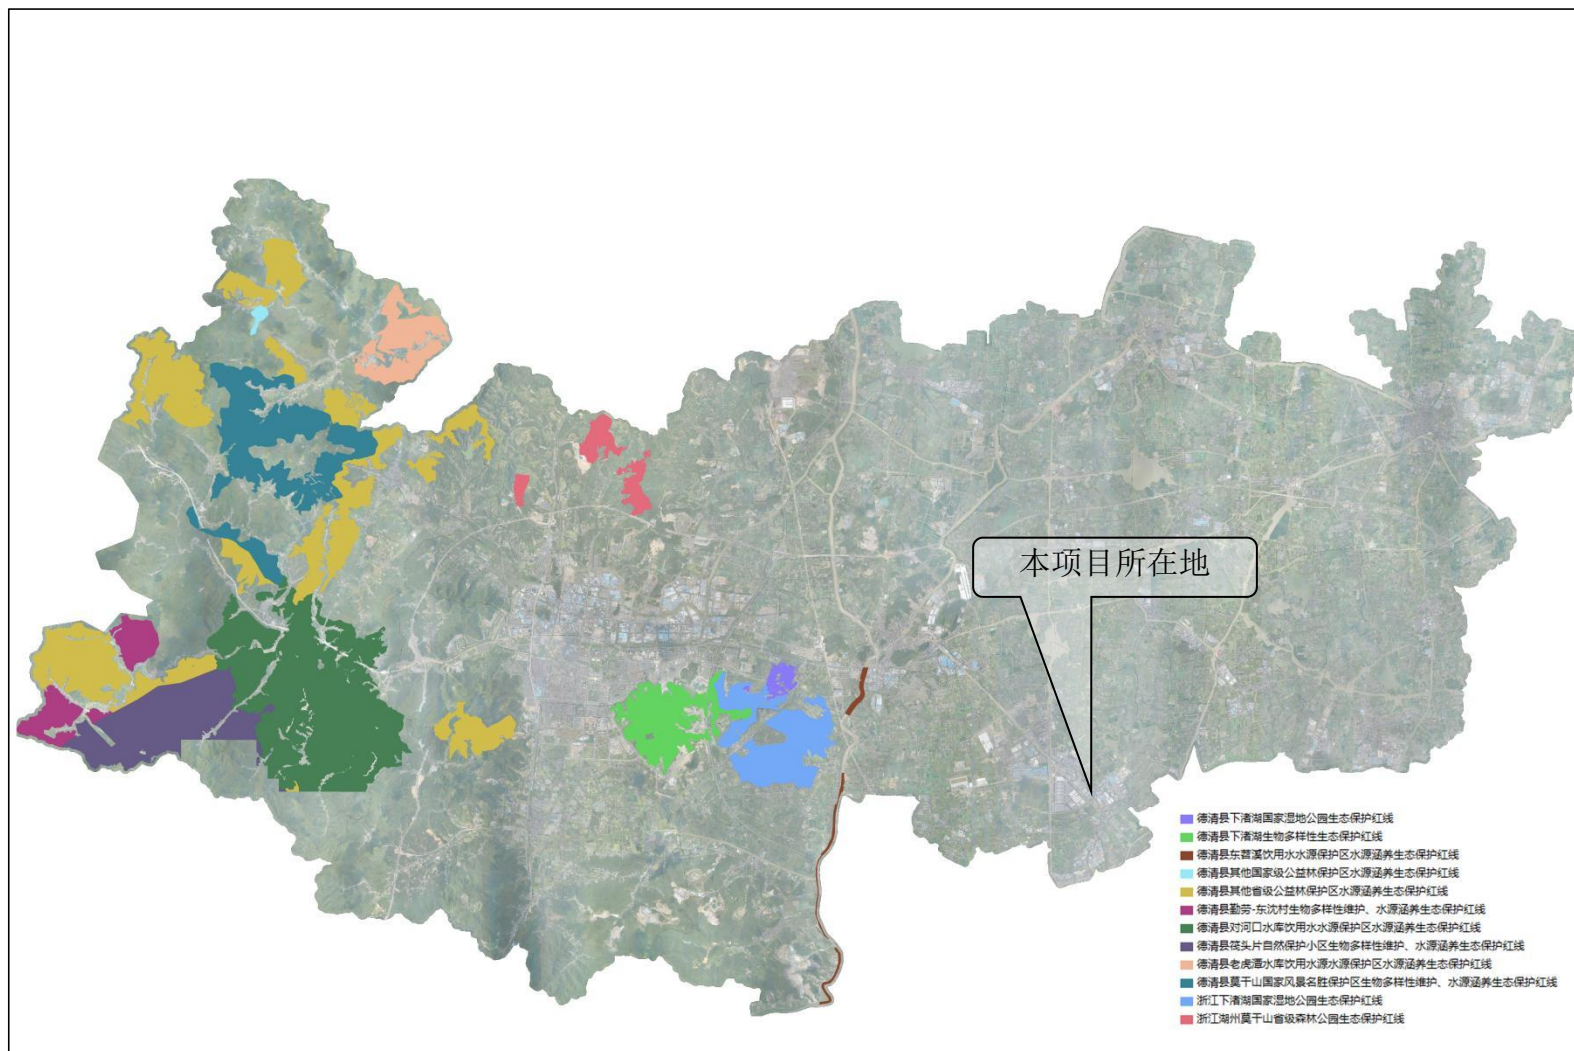 本项目所在地
德清县下渚湖国家湿地公园生态保护红线
德清县下渚湖生物多样性生态保护红线
德清县东苕溪饮用水水源保护区水源涵养生态保护红线
德清县其他国家级公益林保护区水源涵养生态保护红线
德清县其他省级公益林保护区水源涵养生态保护红线
德清县勤劳-东沈村生物多样性维护、水源涵养生态保护红线
德清县对河口水库饮用水水源保护区水源涵养生态保护红线
德清县筏头片自然保护小区生物多样性维护、水源涵养生态保护红线
德清县老虎潭水库饮用水源水源保护区水源涵养生态保护红线
德清县莫干山国家风景名胜保护区生物多样性维护、水源涵养生态保护红线
浙江下渚湖国家湿地公园生态保护红线
浙江湖州莫干山省级森林公园生态保护红线